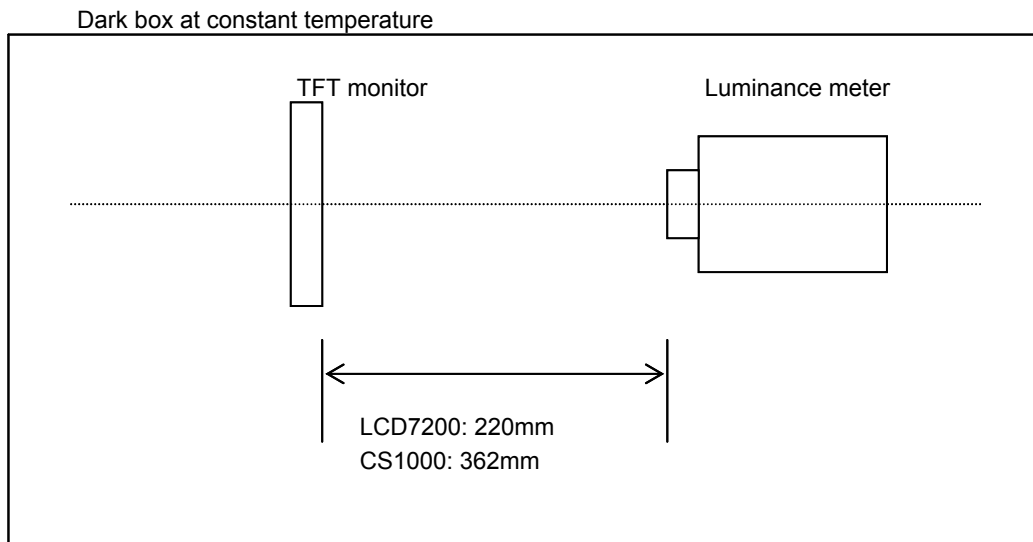 Dark box at constant temperature
TFT monitor
Luminance meter
LCD7200: 220mm
CS1000: 362mm